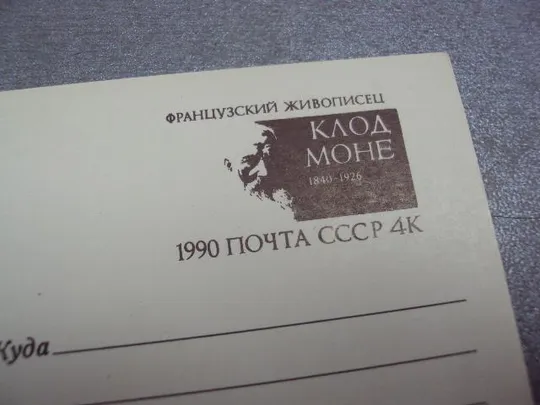 ФРАНЦУЗСКИЙ ЖИВОПИСЕЦ
КЛОД
МОНЕ
1840-1926
1990 ПОЧТА СССР 4К
Куда